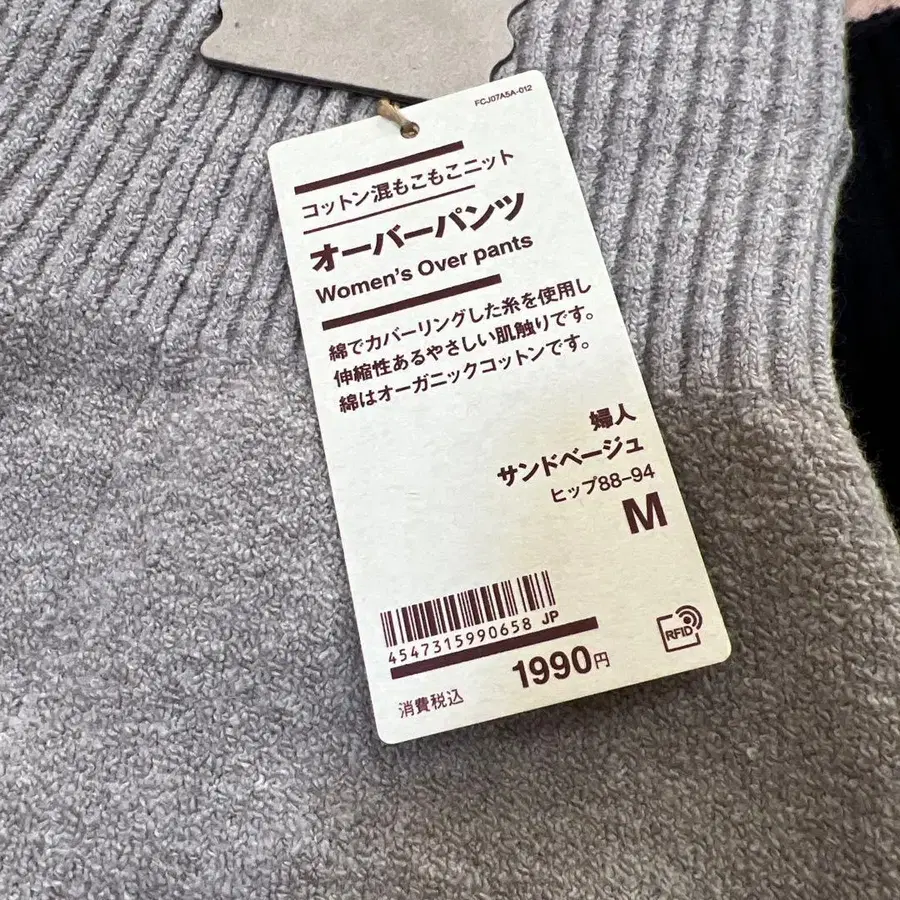 FCJ07A5A-012
コットン混もこもこニット
オーバーパンツ
Women's Over pants
綿でカバーリングした糸を使用し
伸縮性あるやさしい肌触りです。
綿はオーガニックコットンです。
婦人
サンドベージュ
ヒップ88-94
M
4547315990658 JP
RFID
1990円
消費税込